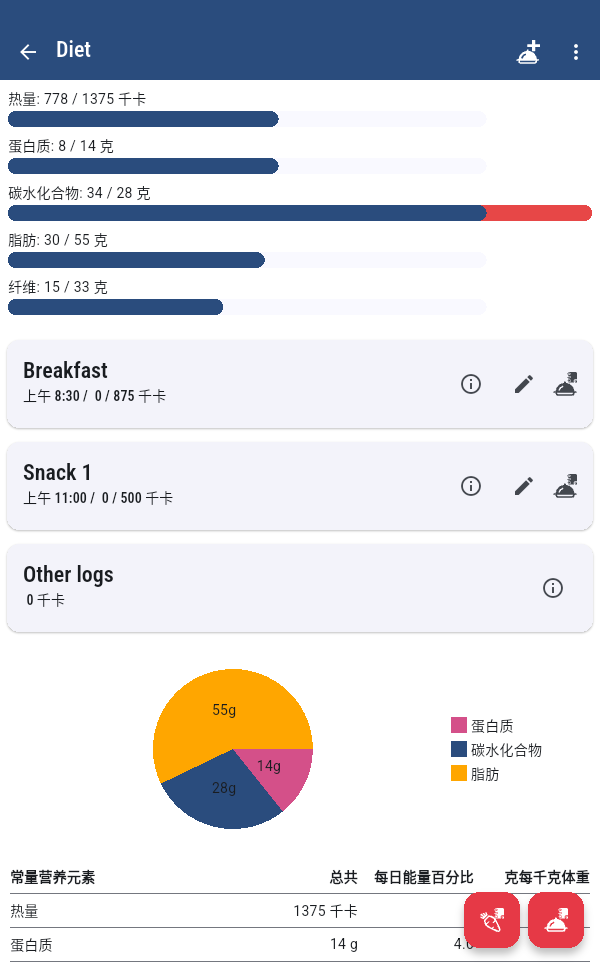 Diet
热量: 778 / 1375 千卡
蛋白质: 8 / 14 克
碳水化合物: 34 / 28 克
脂肪: 30 / 55 克
纤维: 15 / 33 克
Breakfast
上午 8:30 / 0 / 875 千卡
Snack 1
上午 11:00 / 0 / 500 千卡
Other logs
0 千卡
55g
14g
28g
蛋白质
碳水化合物
脂肪
常量营养元素 总共 每日能量百分比 克每千克体重
热量 1375 千卡
蛋白质 14 g